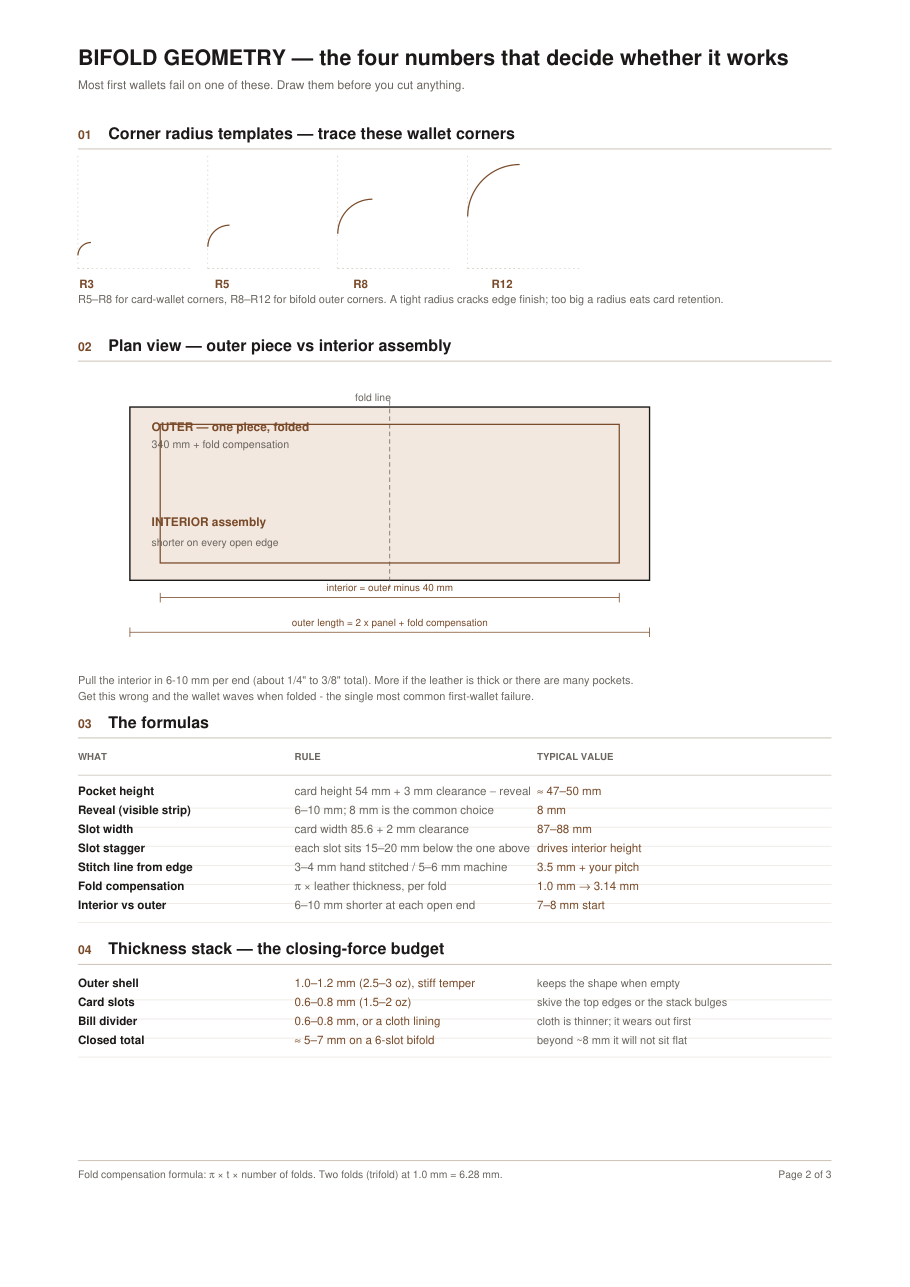 BIFOLD GEOMETRY — the four numbers that decide whether it works
Most first wallets fail on one of these. Draw them before you cut anything.
01 Corner radius templates — trace these wallet corners
R3 R5 R8 R12
R5–R8 for card-wallet corners, R8–R12 for bifold outer corners. A tight radius cracks edge finish; too big a radius eats card retention.
02 Plan view — outer piece vs interior assembly
fold line
OUTER — one piece, folded
340 mm + fold compensation
INTERIOR assembly
shorter on every open edge
interior = outer minus 40 mm
outer length = 2 x panel + fold compensation
Pull the interior in 6-10 mm per end (about 1/4" to 3/8" total). More if the leather is thick or there are many pockets.
Get this wrong and the wallet waves when folded - the single most common first-wallet failure.
03 The formulas
WHAT RULE TYPICAL VALUE
Pocket height card height 54 mm + 3 mm clearance − reveal ≈ 47–50 mm
Reveal (visible strip) 6–10 mm; 8 mm is the common choice 8 mm
Slot width card width 85.6 + 2 mm clearance 87–88 mm
Slot stagger each slot sits 15–20 mm below the one above drives interior height
Stitch line from edge 3–4 mm hand stitched / 5–6 mm machine 3.5 mm + your pitch
Fold compensation π × leather thickness, per fold 1.0 mm → 3.14 mm
Interior vs outer 6–10 mm shorter at each open end 7–8 mm start
04 Thickness stack — the closing-force budget
Outer shell 1.0–1.2 mm (2.5–3 oz), stiff temper keeps the shape when empty
Card slots 0.6–0.8 mm (1.5–2 oz) skive the top edges or the stack bulges
Bill divider 0.6–0.8 mm, or a cloth lining cloth is thinner; it wears out first
Closed total ≈ 5–7 mm on a 6-slot bifold beyond ~8 mm it will not sit flat
Fold compensation formula: π × t × number of folds. Two folds (trifold) at 1.0 mm = 6.28 mm. Page 2 of 3